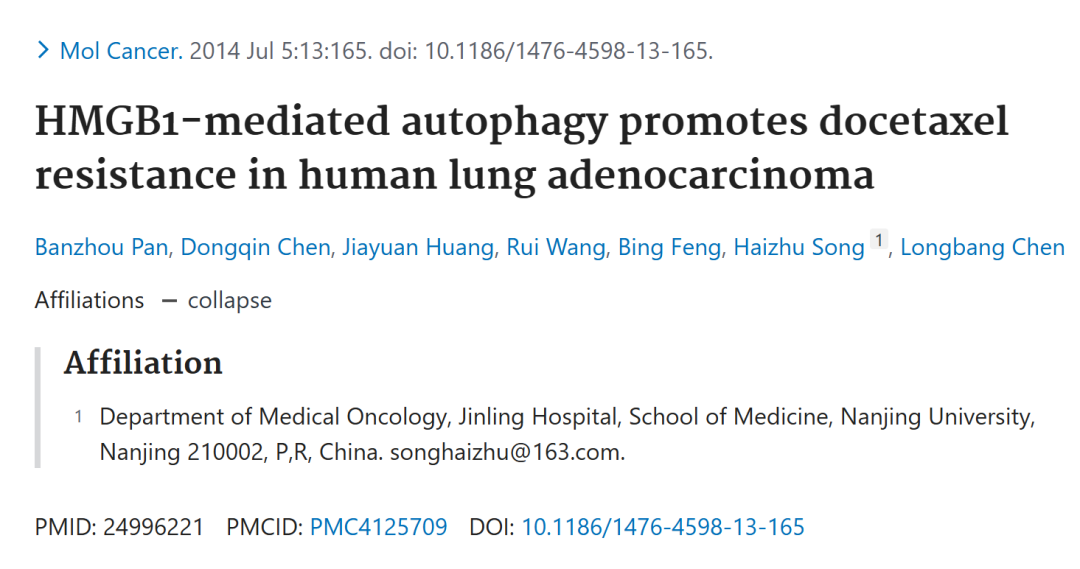 > Mol Cancer. 2014 Jul 5:13:165. doi: 10.1186/1476-4598-13-165.
HMGB1-mediated autophagy promotes docetaxel
resistance in human lung adenocarcinoma
Banzhou Pan, Dongqin Chen, Jiayuan Huang, Rui Wang, Bing Feng, Haizhu Song 1, Longbang Chen
Affiliations — collapse
Affiliation
1 Department of Medical Oncology, Jinling Hospital, School of Medicine, Nanjing University,
Nanjing 210002, P,R, China. songhaizhu@163.com.
PMID: 24996221 PMCID: PMC4125709 DOI: 10.1186/1476-4598-13-165